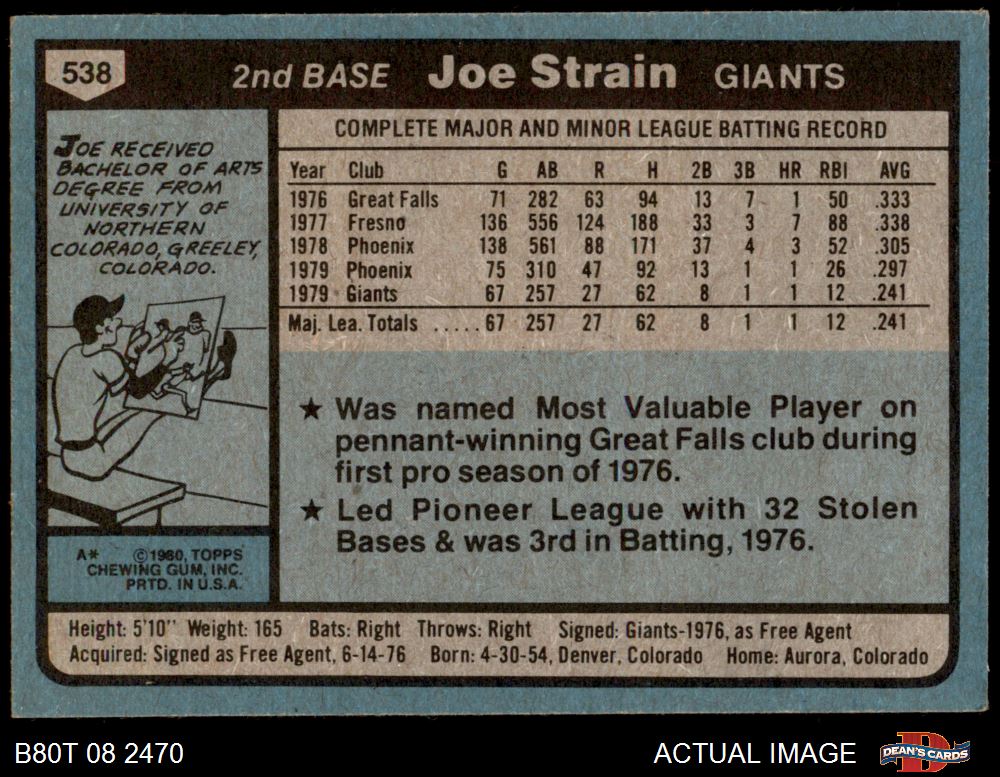 538
2nd BASE Joe Strain GIANTS
JOE RECEIVED
BACHELOR OF ARTS
DEGREE FROM
UNIVERSITY OF
NORTHERN
COLORADO, GREELEY,
COLORADO.
A* ©1980, TOPPS
CHEWING GUM, INC.
PRTD. IN U.S.A.
COMPLETE MAJOR AND MINOR LEAGUE BATTING RECORD
Year Club G AB R H 2B 3B HR RBI AVG
1976 Great Falls 71 282 63 94 13 7 1 50 .333
1977 Fresno 136 556 124 188 33 3 7 88 .338
1978 Phoenix 138 561 88 171 37 4 3 52 .305
1979 Phoenix 75 310 47 92 13 1 1 26 .297
1979 Giants 67 257 27 62 8 1 1 12 .241
Maj. Lea. Totals ..... 67 257 27 62 8 1 1 12 .241
★ Was named Most Valuable Player on
pennant-winning Great Falls club during
first pro season of 1976.
★ Led Pioneer League with 32 Stolen
Bases & was 3rd in Batting, 1976.
Height: 5'10" Weight: 165 Bats: Right Throws: Right Signed: Giants-1976, as Free Agent
Acquired: Signed as Free Agent, 6-14-76 Born: 4-30-54, Denver, Colorado Home: Aurora, Colorado
B80T 08 2470
ACTUAL IMAGE
DEAN'S CARDS